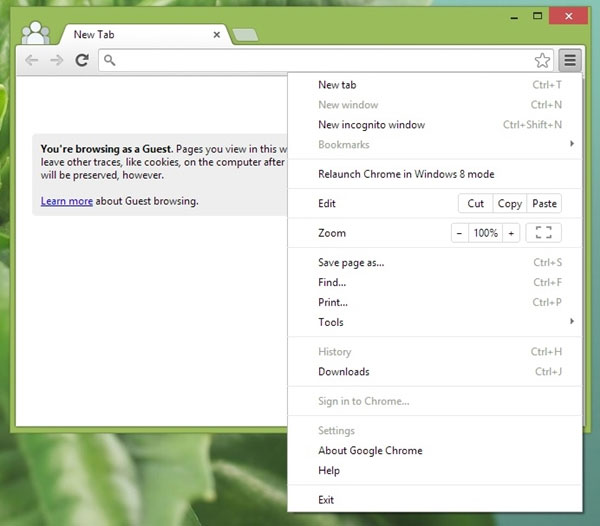 New Tab
You're browsing as a Guest. Pages you view in this w
leave other traces, like cookies, on the computer after
will be preserved, however.
Learn more about Guest browsing.
New tab Ctrl+T
New window Ctrl+N
New incognito window Ctrl+Shift+N
Bookmarks
Relaunch Chrome in Windows 8 mode
Edit Cut Copy Paste
Zoom − 100% +
Save page as... Ctrl+S
Find... Ctrl+F
Print... Ctrl+P
Tools
History Ctrl+H
Downloads Ctrl+J
Sign in to Chrome...
Settings
About Google Chrome
Help
Exit